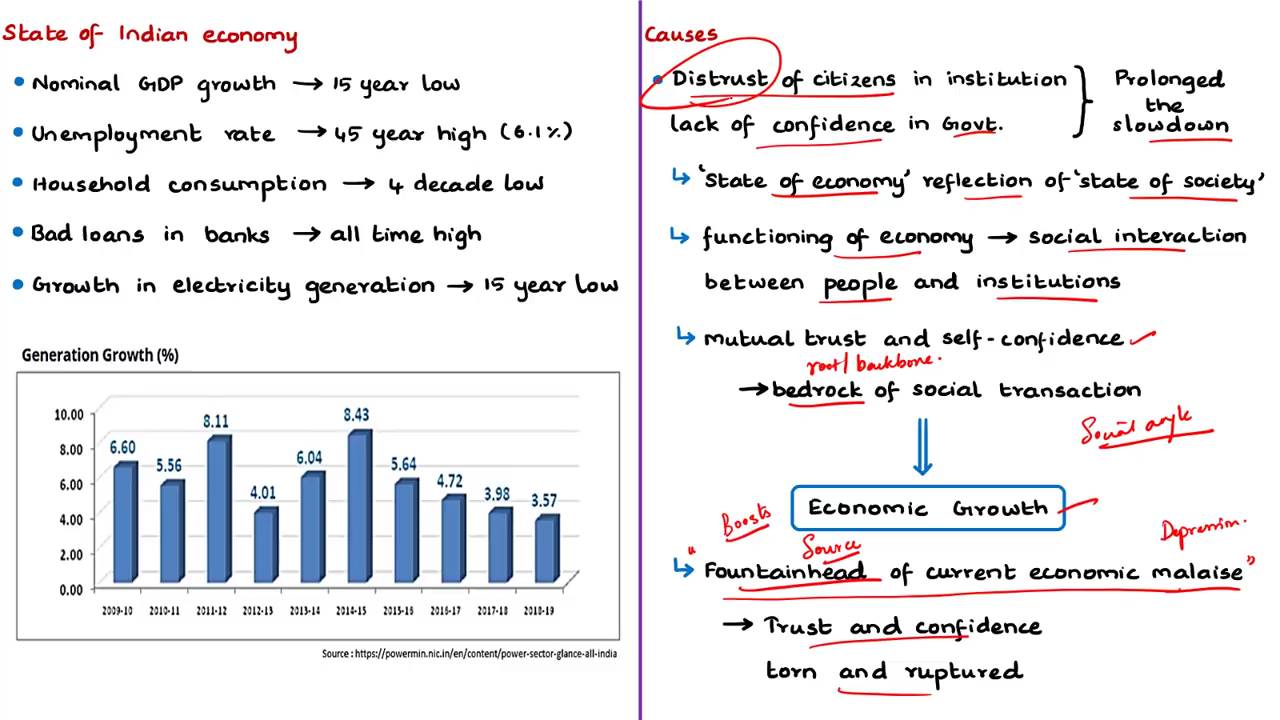 State of Indian economy
• Nominal GDP growth → 15 year low
• Unemployment rate → 45 year high (6.1%)
• Household consumption → 4 decade low
• Bad loans in banks → all time high
• Growth in electricity generation → 15 year low
Generation Growth (%)
10.00
8.00
6.00
4.00
2.00
0.00
6.60
5.56
8.11
4.01
6.04
8.43
5.64
4.72
3.98
3.57
2009-10 2010-11 2011-12 2012-13 2013-14 2014-15 2015-16 2016-17 2017-18 2018-19
Source : https://powermin.nic.in/en/content/power-sector-glance-all-india
Causes
• Distrust of citizens in institution
lack of confidence in Govt.
Prolonged
the
slowdown
↳ 'State of economy' reflection of 'state of society'
↳ functioning of economy → social interaction
between people and institutions
↳ mutual trust and self-confidence
root/backbone.
→ bedrock of social transaction
Social angle
Economic Growth
Boosts
Source
Depression.
↳ "Fountainhead of current economic malaise"
→ Trust and confidence
torn and ruptured